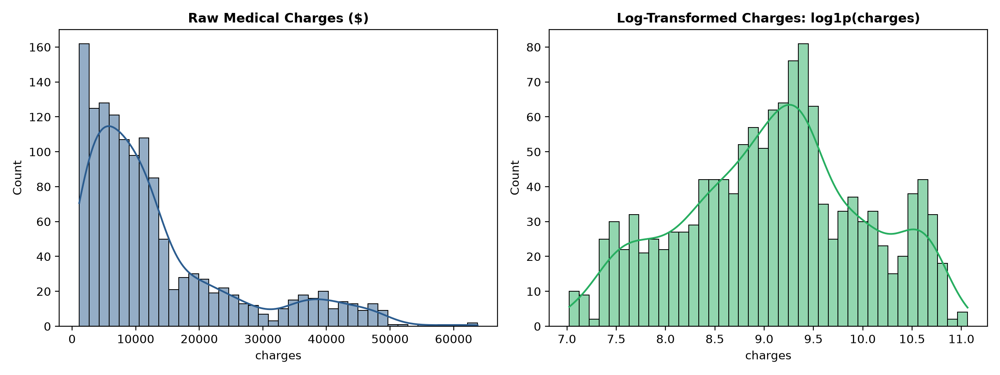 Raw Medical Charges ($)
160
140
120
100
80
60
40
20
0
Count
0 10000 20000 30000 40000 50000 60000
charges
Log-Transformed Charges: log1p(charges)
80
70
60
50
40
30
20
10
0
Count
7.0 7.5 8.0 8.5 9.0 9.5 10.0 10.5 11.0
charges